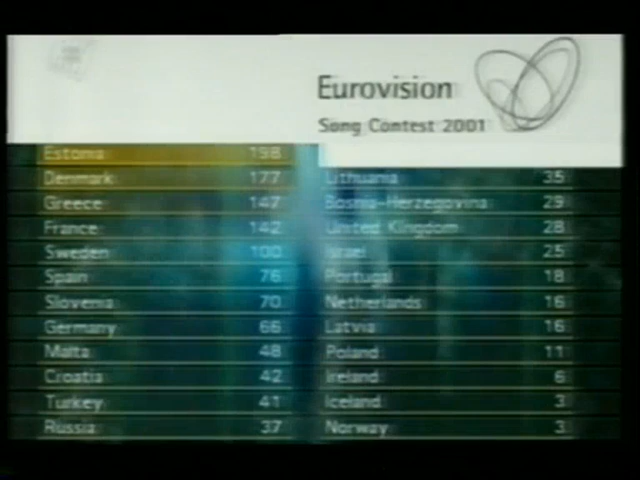 Eurovision
Song Contest 2001
Estonia 198
Denmark 177
Greece 147
France 142
Sweden 100
Spain 76
Slovenia 70
Germany 66
Malta 48
Croatia 42
Turkey 41
Russia 37
Lithuania 35
Bosnia-Herzegovina 29
United Kingdom 28
Israel 25
Portugal 18
Netherlands 16
Latvia 16
Poland 11
Ireland 6
Iceland 3
Norway 3